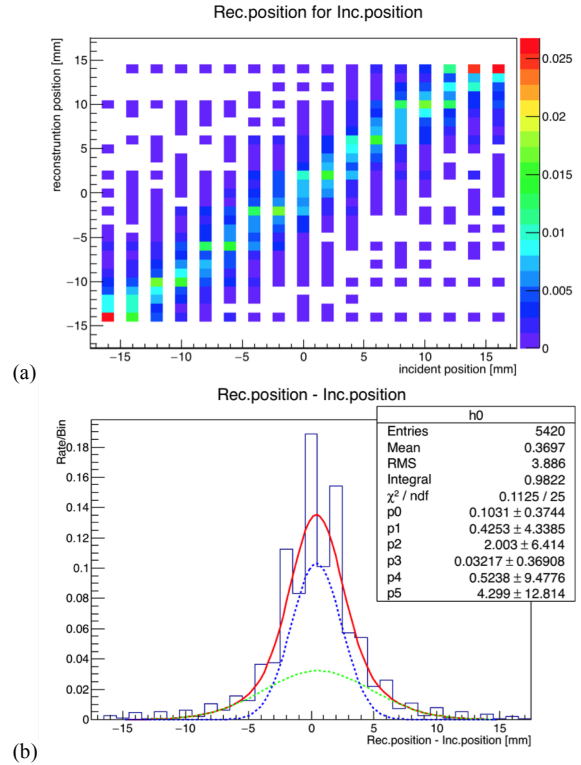 Rec.position for Inc.position
reconstruntion position [mm]
15
10
5
0
−5
−10
−15
−15 −10 −5 0 5 10 15
incident position [mm]
0.025
0.02
0.015
0.01
0.005
0
(a)
Rec.position - Inc.position
Rate/Bin
0.18
0.16
0.14
0.12
0.1
0.08
0.06
0.04
0.02
0
−15 −10 −5 0 5 10 15
Rec.position - Inc.position [mm]
h0
Entries 5420
Mean 0.3697
RMS 3.886
Integral 0.9822
χ² / ndf 0.1125 / 25
p0 0.1031 ± 0.3744
p1 0.4253 ± 4.3385
p2 2.003 ± 6.414
p3 0.03217 ± 0.36908
p4 0.5238 ± 9.4776
p5 4.299 ± 12.814
(b)